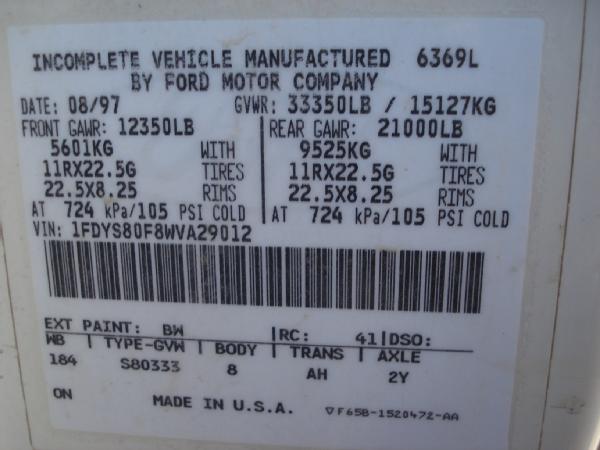 INCOMPLETE VEHICLE MANUFACTURED 6369L
BY FORD MOTOR COMPANY
DATE: 08/97 GVWR: 33350LB / 15127KG
FRONT GAWR: 12350LB REAR GAWR: 21000LB
5601KG WITH 9525KG WITH
11RX22.5G TIRES 11RX22.5G TIRES
22.5X8.25 RIMS 22.5X8.25 RIMS
AT 724 kPa/105 PSI COLD AT 724 kPa/105 PSI COLD
VIN: 1FDYS80F8WVA29012
EXT PAINT: BW RC: 41 DSO:
WB TYPE-GVW BODY TRANS AXLE
184 S80333 8 AH 2Y
ON MADE IN U.S.A. ▽F65B-1520472-AA